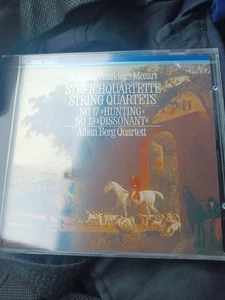 Wolfgang Amadeus Mozart
STREICHQUARTETTE
STRING QUARTETS
NO 17 »HUNTING«
NO 19 »DISSONANT«
Alban Berg Quartett